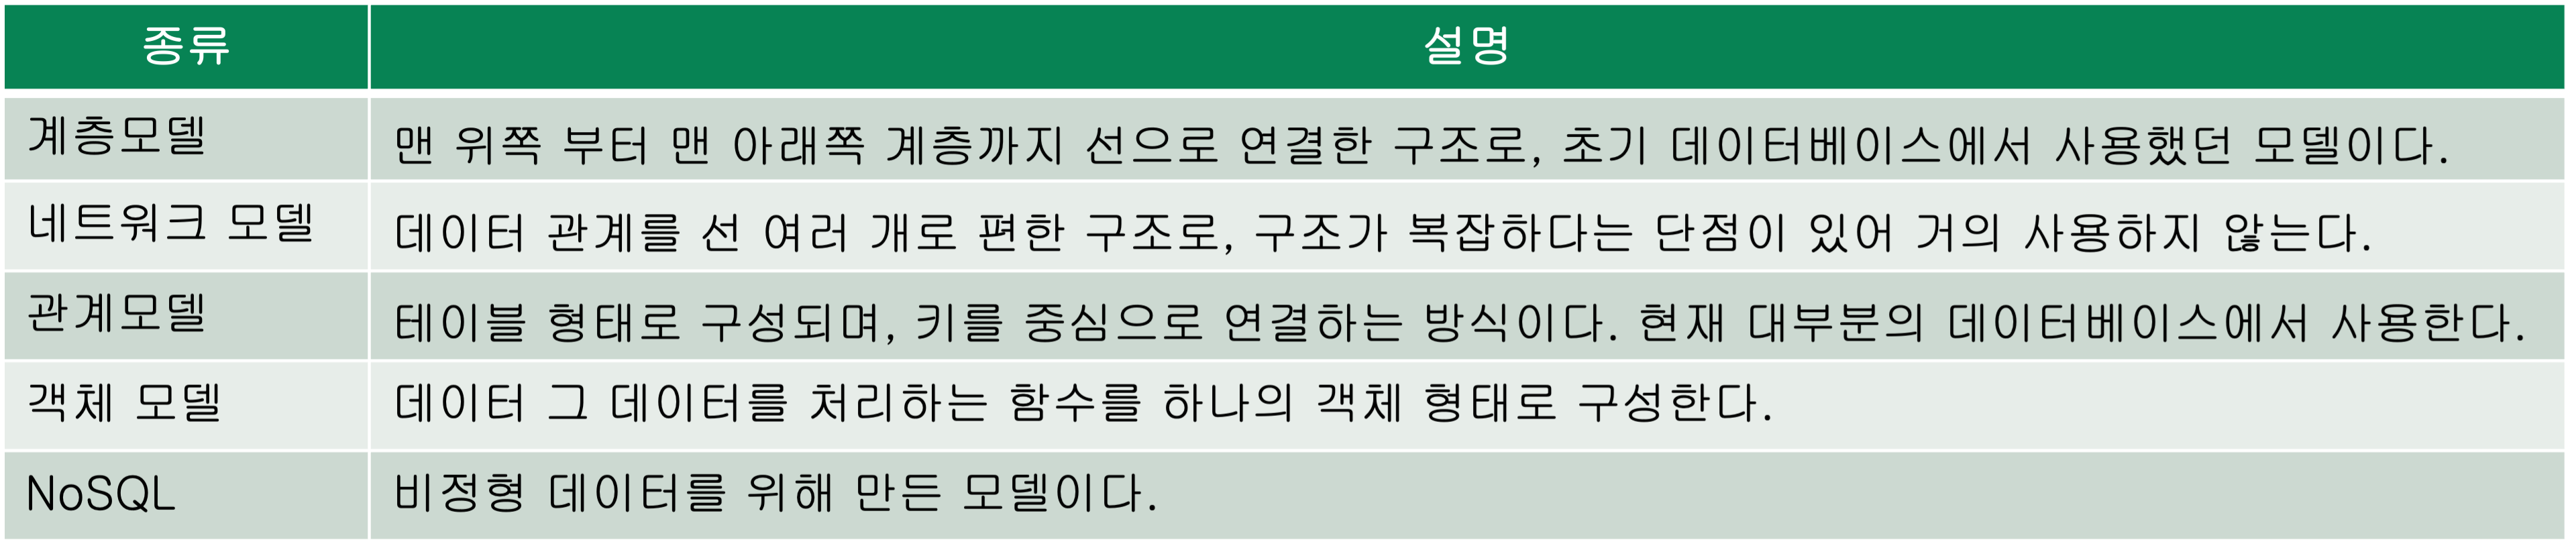 종류 설명
계층모델 맨 위쪽 부터 맨 아래쪽 계층까지 선으로 연결한 구조로, 초기 데이터베이스에서 사용했던 모델이다.
네트워크 모델 데이터 관계를 선 여러 개로 편한 구조로, 구조가 복잡하다는 단점이 있어 거의 사용하지 않는다.
관계모델 테이블 형태로 구성되며, 키를 중심으로 연결하는 방식이다. 현재 대부분의 데이터베이스에서 사용한다.
객체 모델 데이터 그 데이터를 처리하는 함수를 하나의 객체 형태로 구성한다.
NoSQL 비정형 데이터를 위해 만든 모델이다.